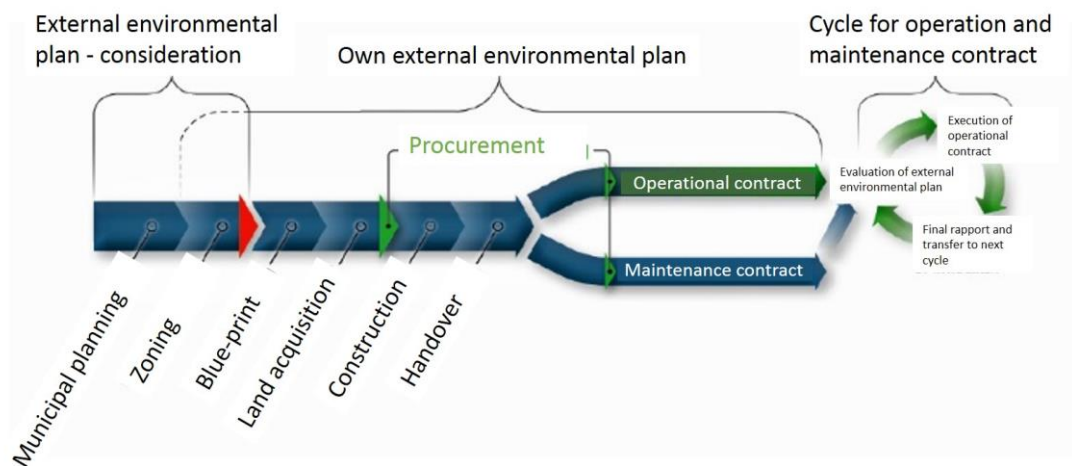 External environmental
plan - consideration
Own external environmental plan
Cycle for operation and
maintenance contract
Procurement
Execution of
operational
contract
Operational contract
Evaluation of external
environmental plan
Final rapport and
transfer to next
cycle
Maintenance contract
Municipal planning
Zoning
Blue-print
Land acquisition
Construction
Handover